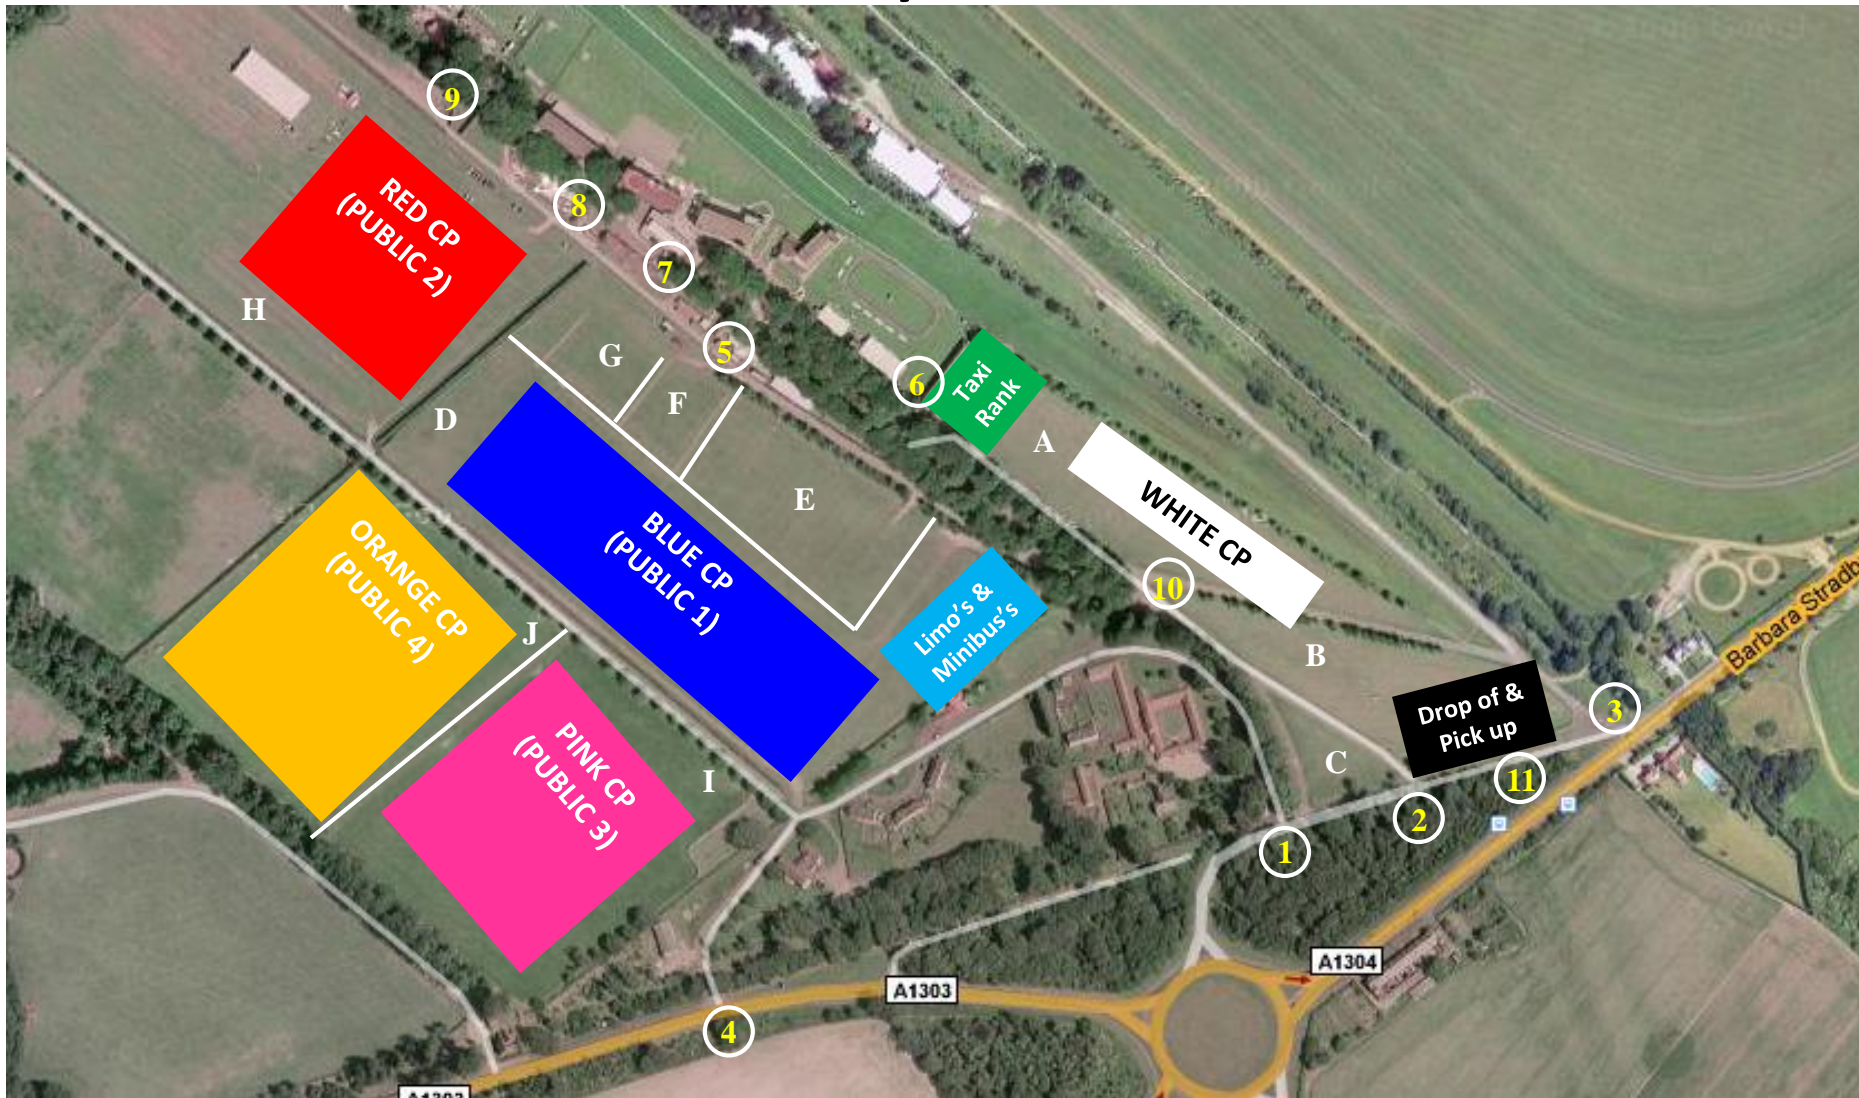 9
RED CP
(PUBLIC 2)
8
7
H
G
5
F
6
Taxi
Rank
D
A
E
WHITE CP
BLUE CP
(PUBLIC 1)
ORANGE CP
(PUBLIC 4)
10
Limo's &
Minibus's
J
B
Barbara Stradb
Drop of &
Pick up
3
PINK CP
(PUBLIC 3)
I
C
11
2
1
A1304
A1303
4
A1303